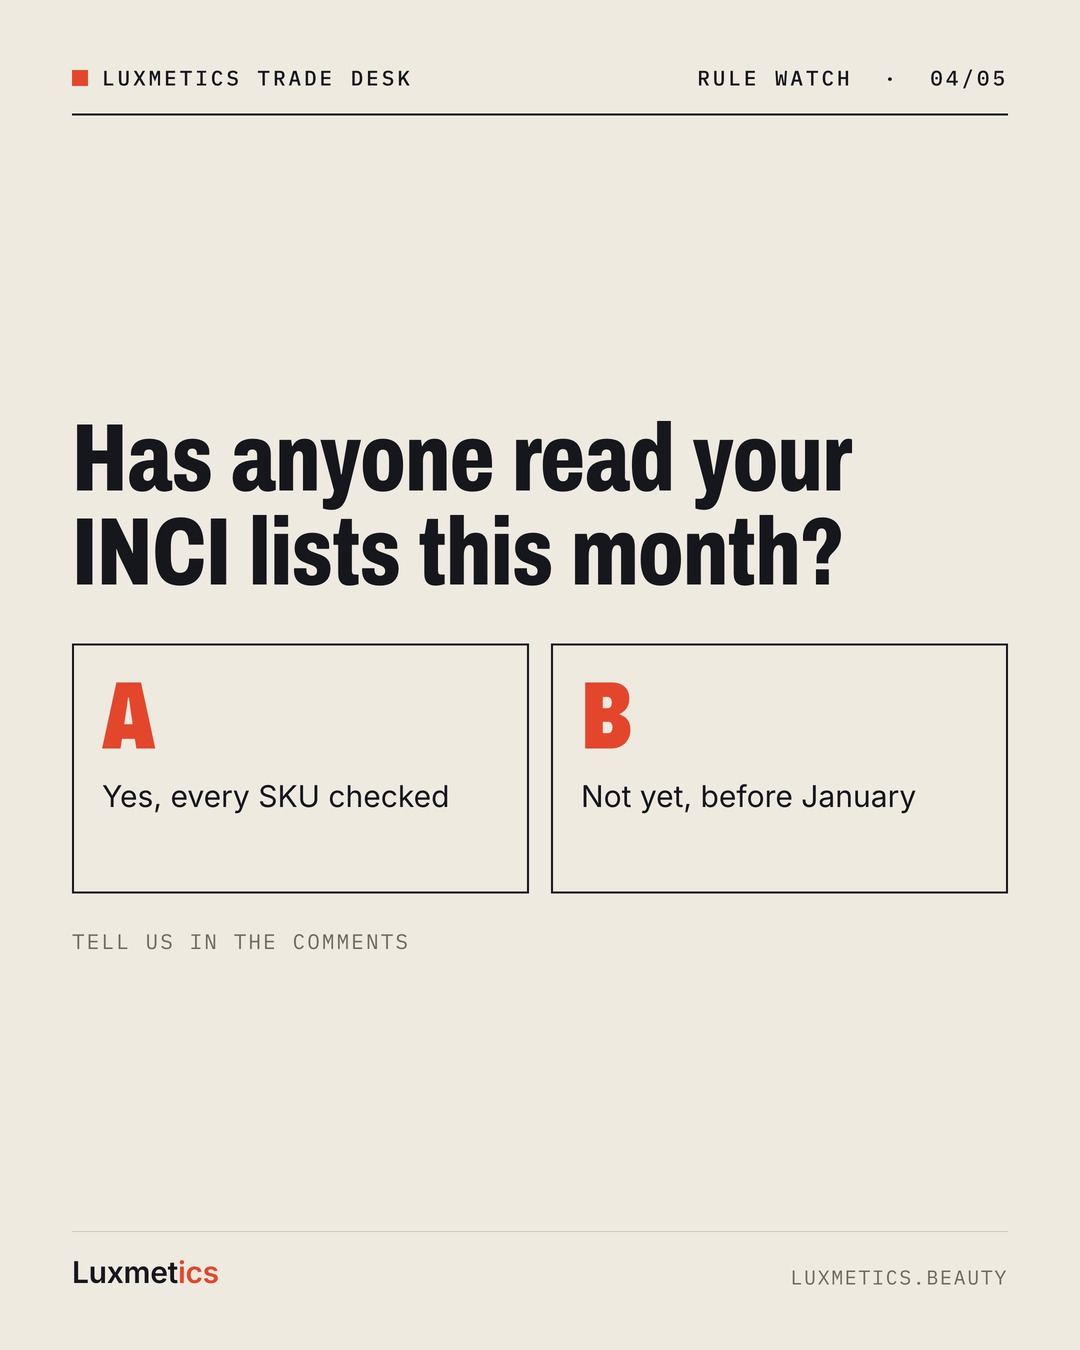 LUXMETICS TRADE DESK
RULE WATCH · 04/05
Has anyone read your
INCI lists this month?
A
Yes, every SKU checked
B
Not yet, before January
TELL US IN THE COMMENTS
Luxmetics
LUXMETICS.BEAUTY